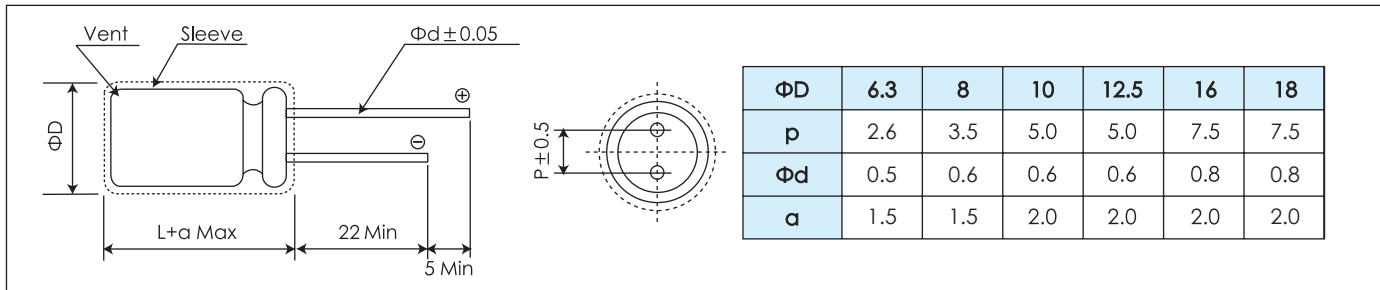 Vent
Sleeve
Φd±0.05
⊕
⊖
ΦD
L+a Max
22 Min
5 Min
P±0.5
ΦD 6.3 8 10 12.5 16 18
p 2.6 3.5 5.0 5.0 7.5 7.5
Φd 0.5 0.6 0.6 0.6 0.8 0.8
a 1.5 1.5 2.0 2.0 2.0 2.0